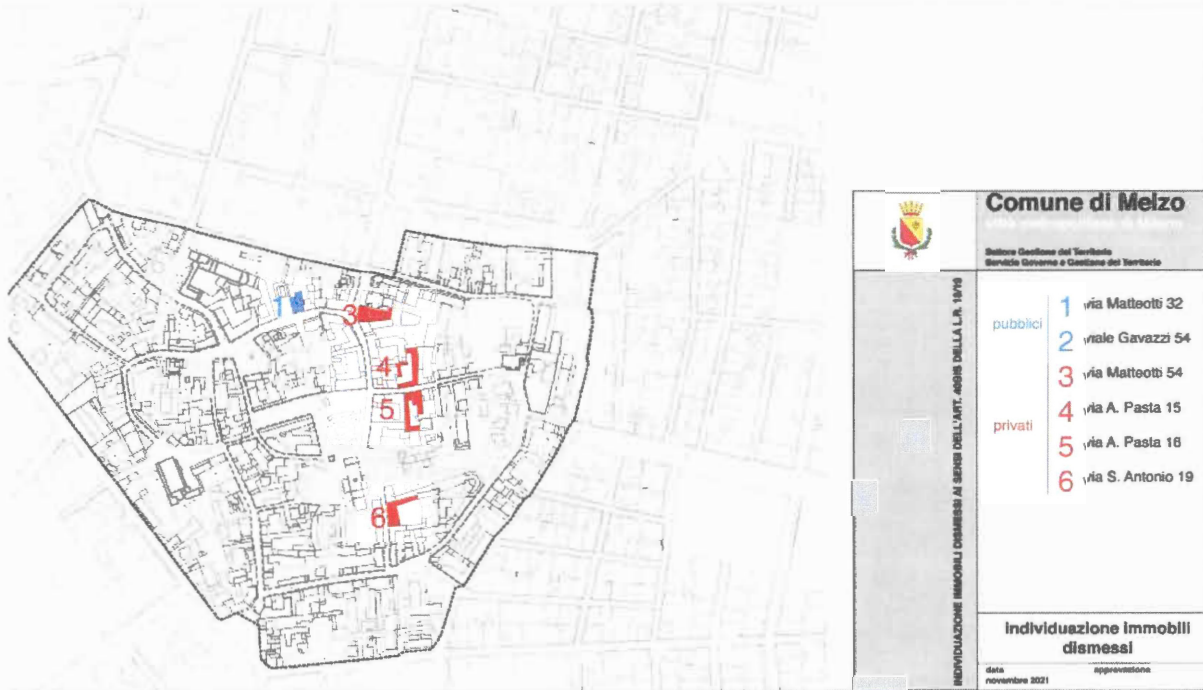 1
3
4
5
6
Comune di Melzo
Settore Gestione del Territorio
Servizio Governo e Gestione del Territorio
INDIVIDUAZIONE IMMOBILI DISMESSI AI SENSI DELL'ART. 40BIS DELLA L.R. 18/19
pubblici
1 via Matteotti 32
2 viale Gavazzi 54
privati
3 via Matteotti 54
4 via A. Pasta 15
5 via A. Pasta 16
6 via S. Antonio 19
individuazione immobili
dismessi
data
novembre 2021
approvazione